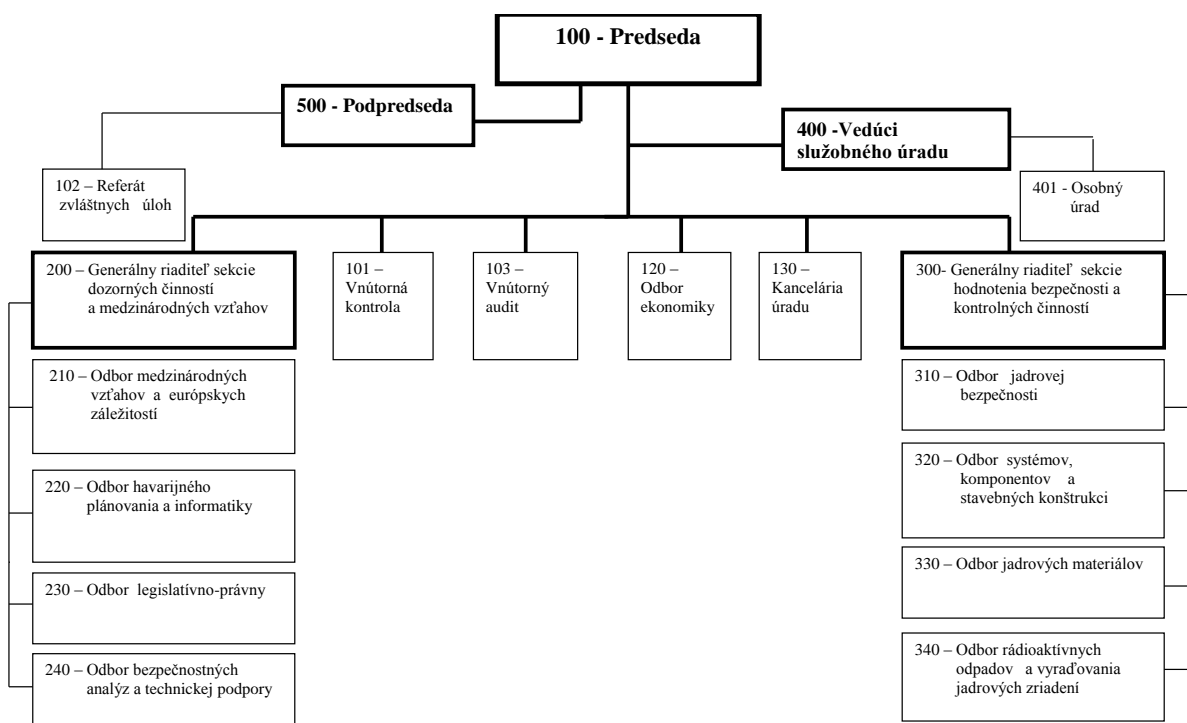 100 - Predseda
500 - Podpredseda
400 -Vedúci
služobného úradu
102 – Referát
zvláštnych úloh
401 - Osobný
úrad
200 – Generálny riaditeľ sekcie
dozorných činností
a medzinárodných vzťahov
101 –
Vnútorná
kontrola
103 –
Vnútorný
audit
120 –
Odbor
ekonomiky
130 –
Kancelária
úradu
300- Generálny riaditeľ sekcie
hodnotenia bezpečnosti a
kontrolných činností
210 – Odbor medzinárodných
vzťahov a európskych
záležitostí
310 – Odbor jadrovej
bezpečnosti
220 – Odbor havarijného
plánovania a informatiky
320 – Odbor systémov,
komponentov a
stavebných konštrukci
230 – Odbor legislatívno-právny
330 – Odbor jadrových materiálov
240 – Odbor bezpečnostných
analýz a technickej podpory
340 – Odbor rádioaktívnych
odpadov a vyraďovania
jadrových zriadení